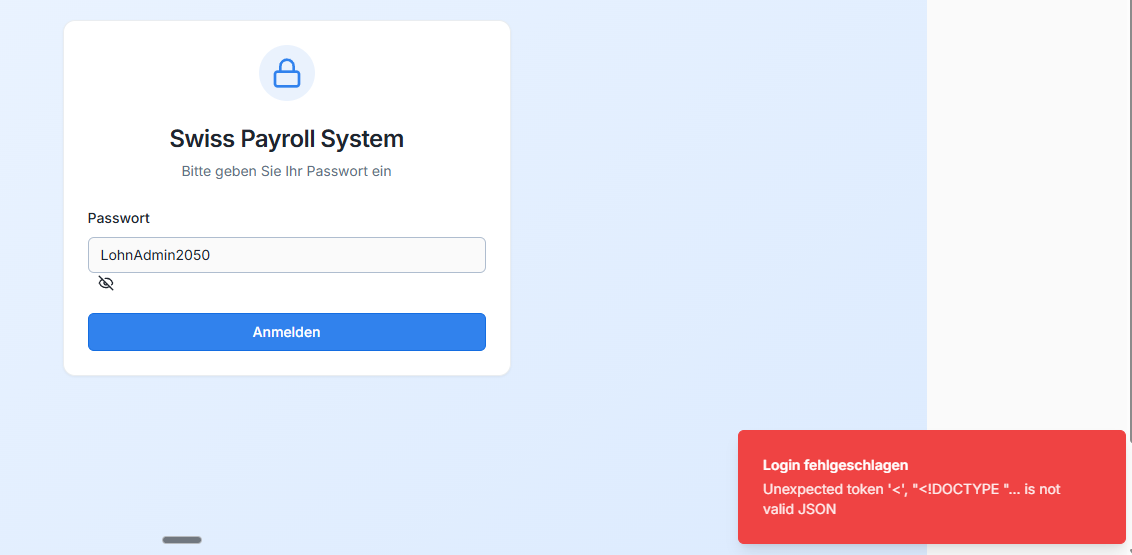 Swiss Payroll System
Bitte geben Sie Ihr Passwort ein
Passwort
LohnAdmin2050
Anmelden
Login fehlgeschlagen
Unexpected token '<', "<!DOCTYPE "... is not
valid JSON